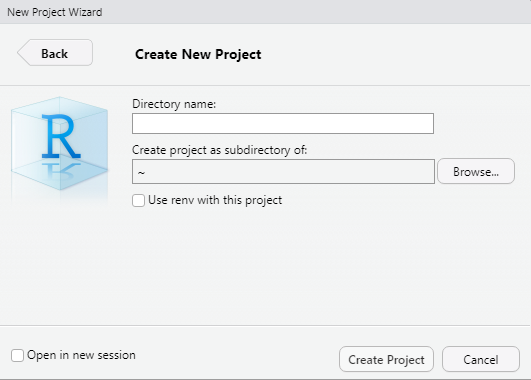 New Project Wizard
Back
Create New Project
R
Directory name:
Create project as subdirectory of:
~
Browse...
Use renv with this project
Open in new session
Create Project
Cancel